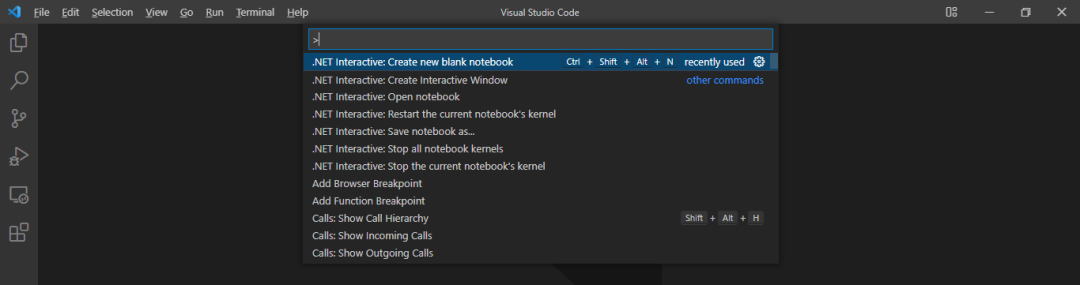 File Edit Selection View Go Run Terminal Help Visual Studio Code
>
.NET Interactive: Create new blank notebook Ctrl + Shift + Alt + N recently used
.NET Interactive: Create Interactive Window other commands
.NET Interactive: Open notebook
.NET Interactive: Restart the current notebook's kernel
.NET Interactive: Save notebook as...
.NET Interactive: Stop all notebook kernels
.NET Interactive: Stop the current notebook's kernel
Add Browser Breakpoint
Add Function Breakpoint
Calls: Show Call Hierarchy Shift + Alt + H
Calls: Show Incoming Calls
Calls: Show Outgoing Calls